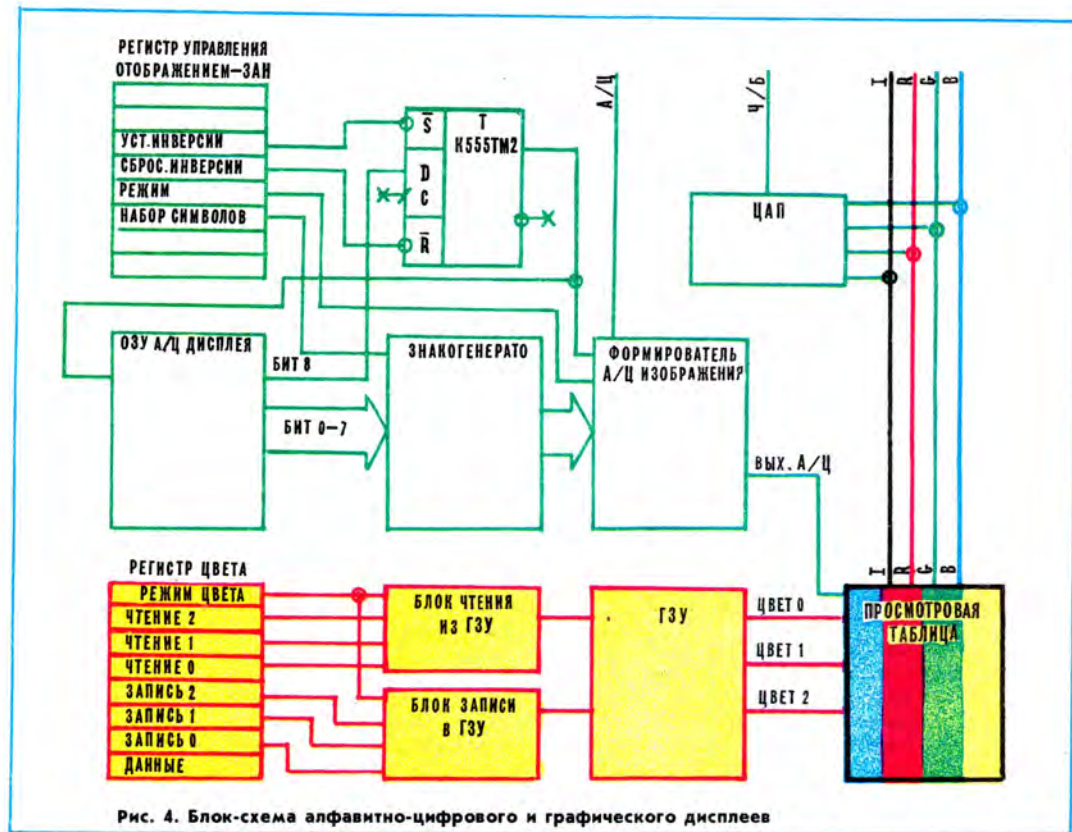 РЕГИСТР УПРАВЛЕНИЯ
ОТОБРАЖЕНИЕМ—ЗАН
УСТ.ИНВЕРСИИ
СБРОС.ИНВЕРСИИ
РЕЖИМ
НАБОР СИМВОЛОВ
S
D
C
R
Т
К555ТМ2
А/Ц
Ч/Б
I
R
G
B
ЦАП
ОЗУ А/Ц ДИСПЛЕЯ
БИТ 8
БИТ 0—7
ЗНАКОГЕНЕРАТО
ФОРМИРОВАТЕЛЬ
А/Ц ИЗОБРАЖЕНИЯ
ВЫХ. А/Ц
РЕГИСТР ЦВЕТА
РЕЖИМ ЦВЕТА
ЧТЕНИЕ 2
ЧТЕНИЕ 1
ЧТЕНИЕ 0
ЗАПИСЬ 2
ЗАПИСЬ 1
ЗАПИСЬ 0
ДАННЫЕ
БЛОК ЧТЕНИЯ
ИЗ ГЗУ
БЛОК ЗАПИСИ
В ГЗУ
ГЗУ
ЦВЕТ 0
ЦВЕТ 1
ЦВЕТ 2
I
R
G
B
ПРОСМОТРОВАЯ
ТАБЛИЦА
Рис. 4. Блок-схема алфавитно-цифрового и графического дисплеев